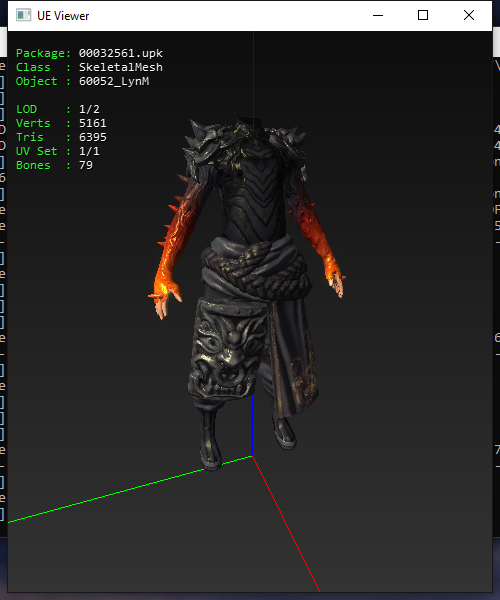 UE Viewer
Package: 00032561.upk
Class  : SkeletalMesh
Object : 60052_LynM
LOD    : 1/2
Verts  : 5161
Tris   : 6395
UV Set : 1/1
Bones  : 79